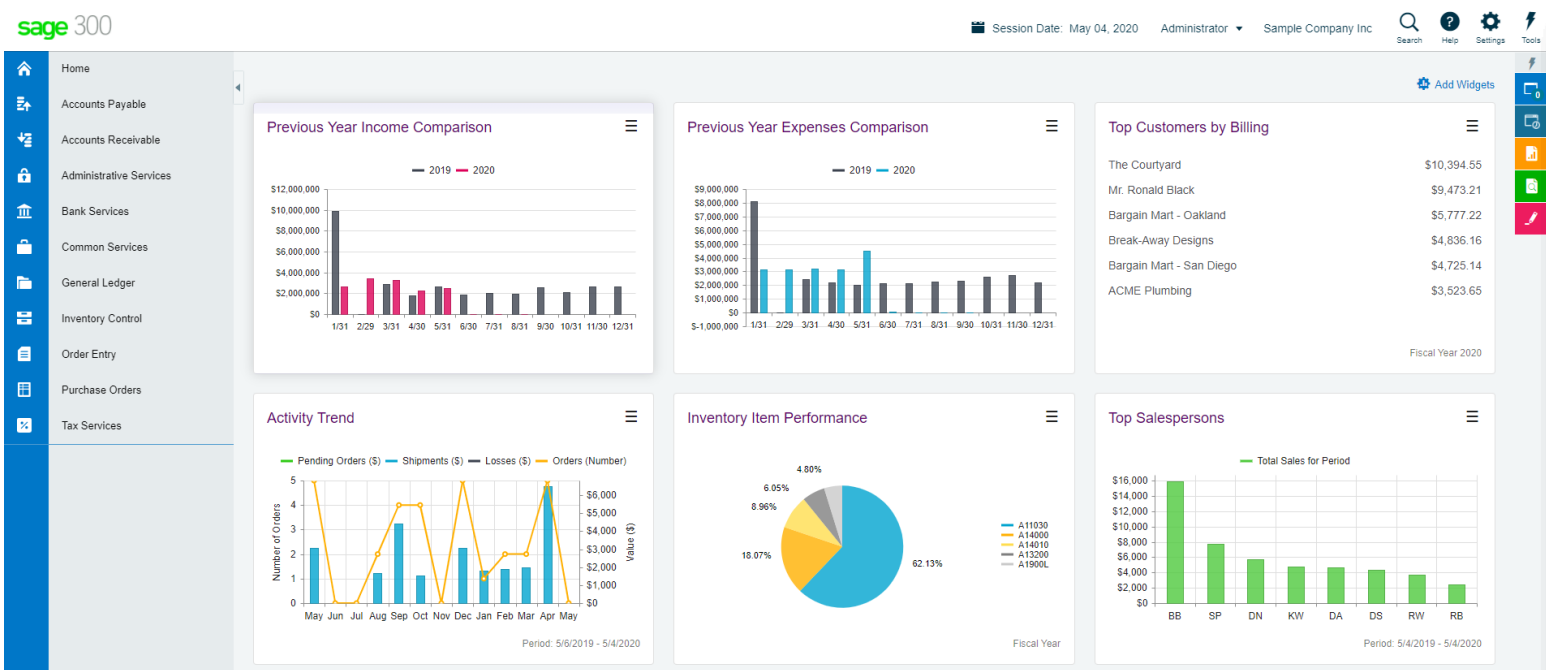 sage 300
Session Date: May 04, 2020
Administrator
Sample Company Inc
Search
Help
Settings
Tools
Home
Accounts Payable
Accounts Receivable
Administrative Services
Bank Services
Common Services
General Ledger
Inventory Control
Order Entry
Purchase Orders
Tax Services
Add Widgets
0
Previous Year Income Comparison
2019 2020
$12,000,000
$10,000,000
$8,000,000
$6,000,000
$4,000,000
$2,000,000
$0
1/31 2/29 3/31 4/30 5/31 6/30 7/31 8/31 9/30 10/31 11/30 12/31
Previous Year Expenses Comparison
2019 2020
$9,000,000
$8,000,000
$7,000,000
$6,000,000
$5,000,000
$4,000,000
$3,000,000
$2,000,000
$1,000,000
$0
$-1,000,000
1/31 2/29 3/31 4/30 5/31 6/30 7/31 8/31 9/30 10/31 11/30 12/31
Top Customers by Billing
The Courtyard $10,394.55
Mr. Ronald Black $9,473.21
Bargain Mart - Oakland $5,777.22
Break-Away Designs $4,836.16
Bargain Mart - San Diego $4,725.14
ACME Plumbing $3,523.65
Fiscal Year 2020
Activity Trend
Pending Orders ($) Shipments ($) Losses ($) Orders (Number)
Number of Orders
5
4
3
2
1
0
$6,000
$5,000
$4,000
$3,000
$2,000
$1,000
$0
Value ($)
May Jun Jul Aug Sep Oct Nov Dec Jan Feb Mar Apr May
Period: 5/6/2019 - 5/4/2020
Inventory Item Performance
4.80%
6.05%
8.96%
18.07%
62.13%
A11030
A14000
A14010
A13200
A1900L
Fiscal Year
Top Salespersons
Total Sales for Period
$16,000
$14,000
$12,000
$10,000
$8,000
$6,000
$4,000
$2,000
$0
BB SP DN KW DA DS RW RB
Period: 5/4/2019 - 5/4/2020